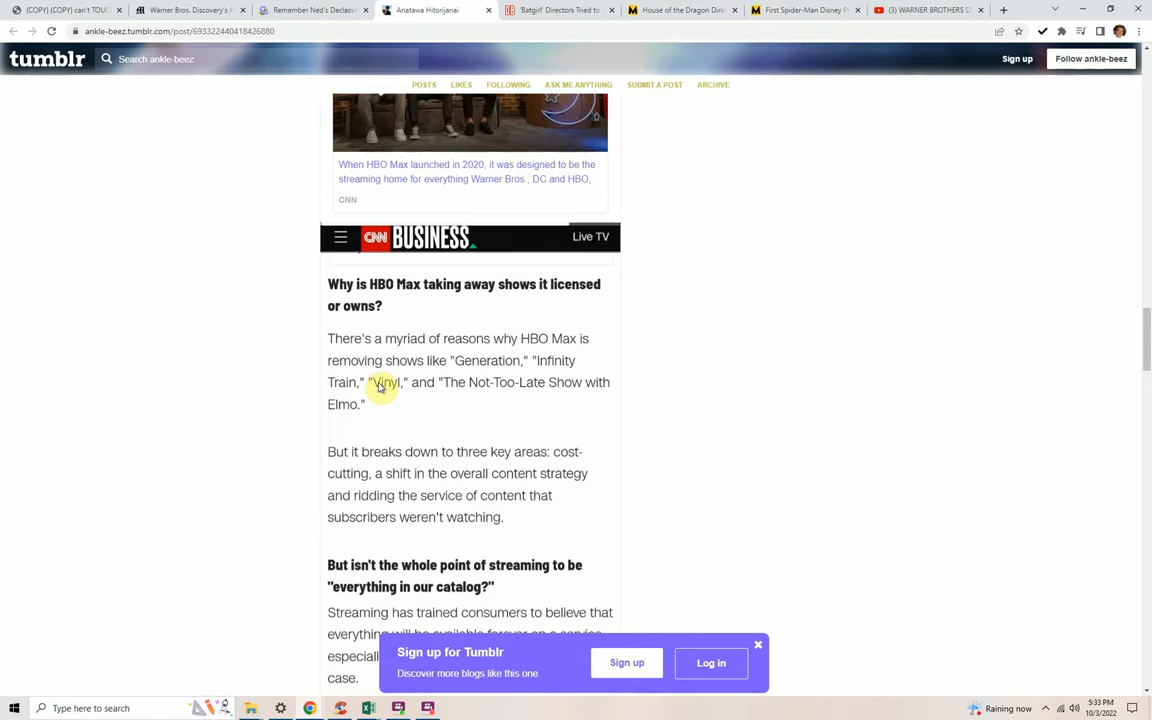 (COPY) (COPY) can't TOUC
Warner Bros. Discovery's H
Remember Ned's Declassif
Anatawa Hitorijanai
'Batgirl' Directors Tried to
House of the Dragon Dire
First Spider-Man Disney P
(3) WARNER BROTHERS D
ankle-beez.tumblr.com/post/693322440418426880
tumblr
Search ankle-beez
Sign up
Follow ankle-beez
POSTS
LIKES
FOLLOWING
ASK ME ANYTHING
SUBMIT A POST
ARCHIVE
When HBO Max launched in 2020, it was designed to be the
streaming home for everything Warner Bros., DC and HBO,
CNN
CNN BUSINESS
Live TV
Why is HBO Max taking away shows it licensed
or owns?
There's a myriad of reasons why HBO Max is
removing shows like "Generation," "Infinity
Train," "Vinyl," and "The Not-Too-Late Show with
Elmo."
But it breaks down to three key areas: cost-
cutting, a shift in the overall content strategy
and ridding the service of content that
subscribers weren't watching.
But isn't the whole point of streaming to be
"everything in our catalog?"
Streaming has trained consumers to believe that
everything will be available forever on a service,
especiall
case.
Sign up for Tumblr
Discover more blogs like this one.
Sign up
Log in
Type here to search
Raining now
5:33 PM
10/3/2022